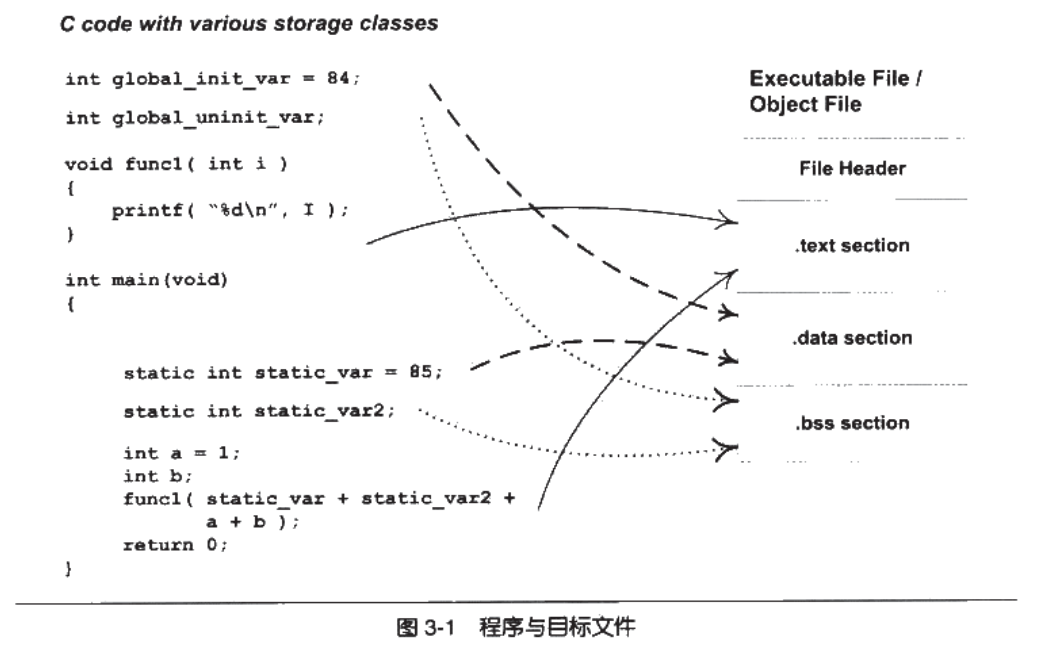 C code with various storage classes
int global_init_var = 84;
int global_uninit_var;
void func1( int i )
{
printf( "%d\n", I );
}
int main(void)
{
static int static_var = 85;
static int static_var2;
int a = 1;
int b;
func1( static_var + static_var2 +
a + b );
return 0;
}
Executable File /
Object File
File Header
.text section
.data section
.bss section
图 3-1 程序与目标文件